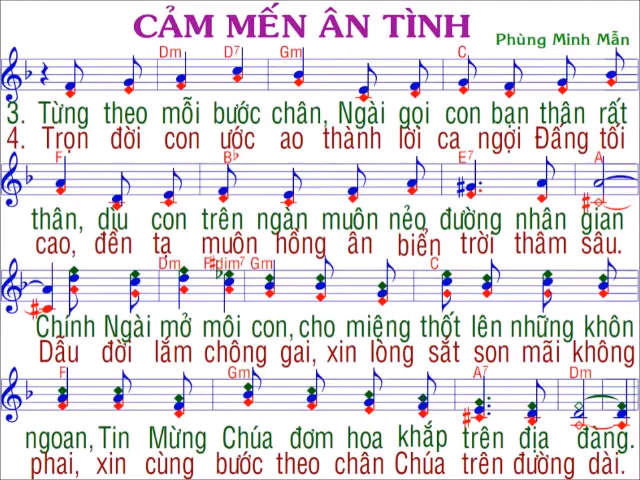 CẢM MẾN ÂN TÌNH
Phùng Minh Mẫn
Dm D7 Gm C
3. Từng theo mỗi bước chân, Ngài gọi con bạn thân rất
4. Trọn đời con ước ao thành lời ca ngợi Đấng tối
F Bb E7 A
thân, dìu con trên ngàn muôn nẻo đường nhân gian
cao, đền tạ muôn hồng ân biển trời thâm sâu.
Dm F#dim7 Gm C
Chính Ngài mở môi con, cho miệng thốt lên những khôn
Dẫu đời lắm chông gai, xin lòng sắt son mãi không
F Gm A7 Dm
ngoan, Tin Mừng Chúa đơm hoa khắp trên địa đàng.
phai, xin cùng bước theo chân Chúa trên đường dài.